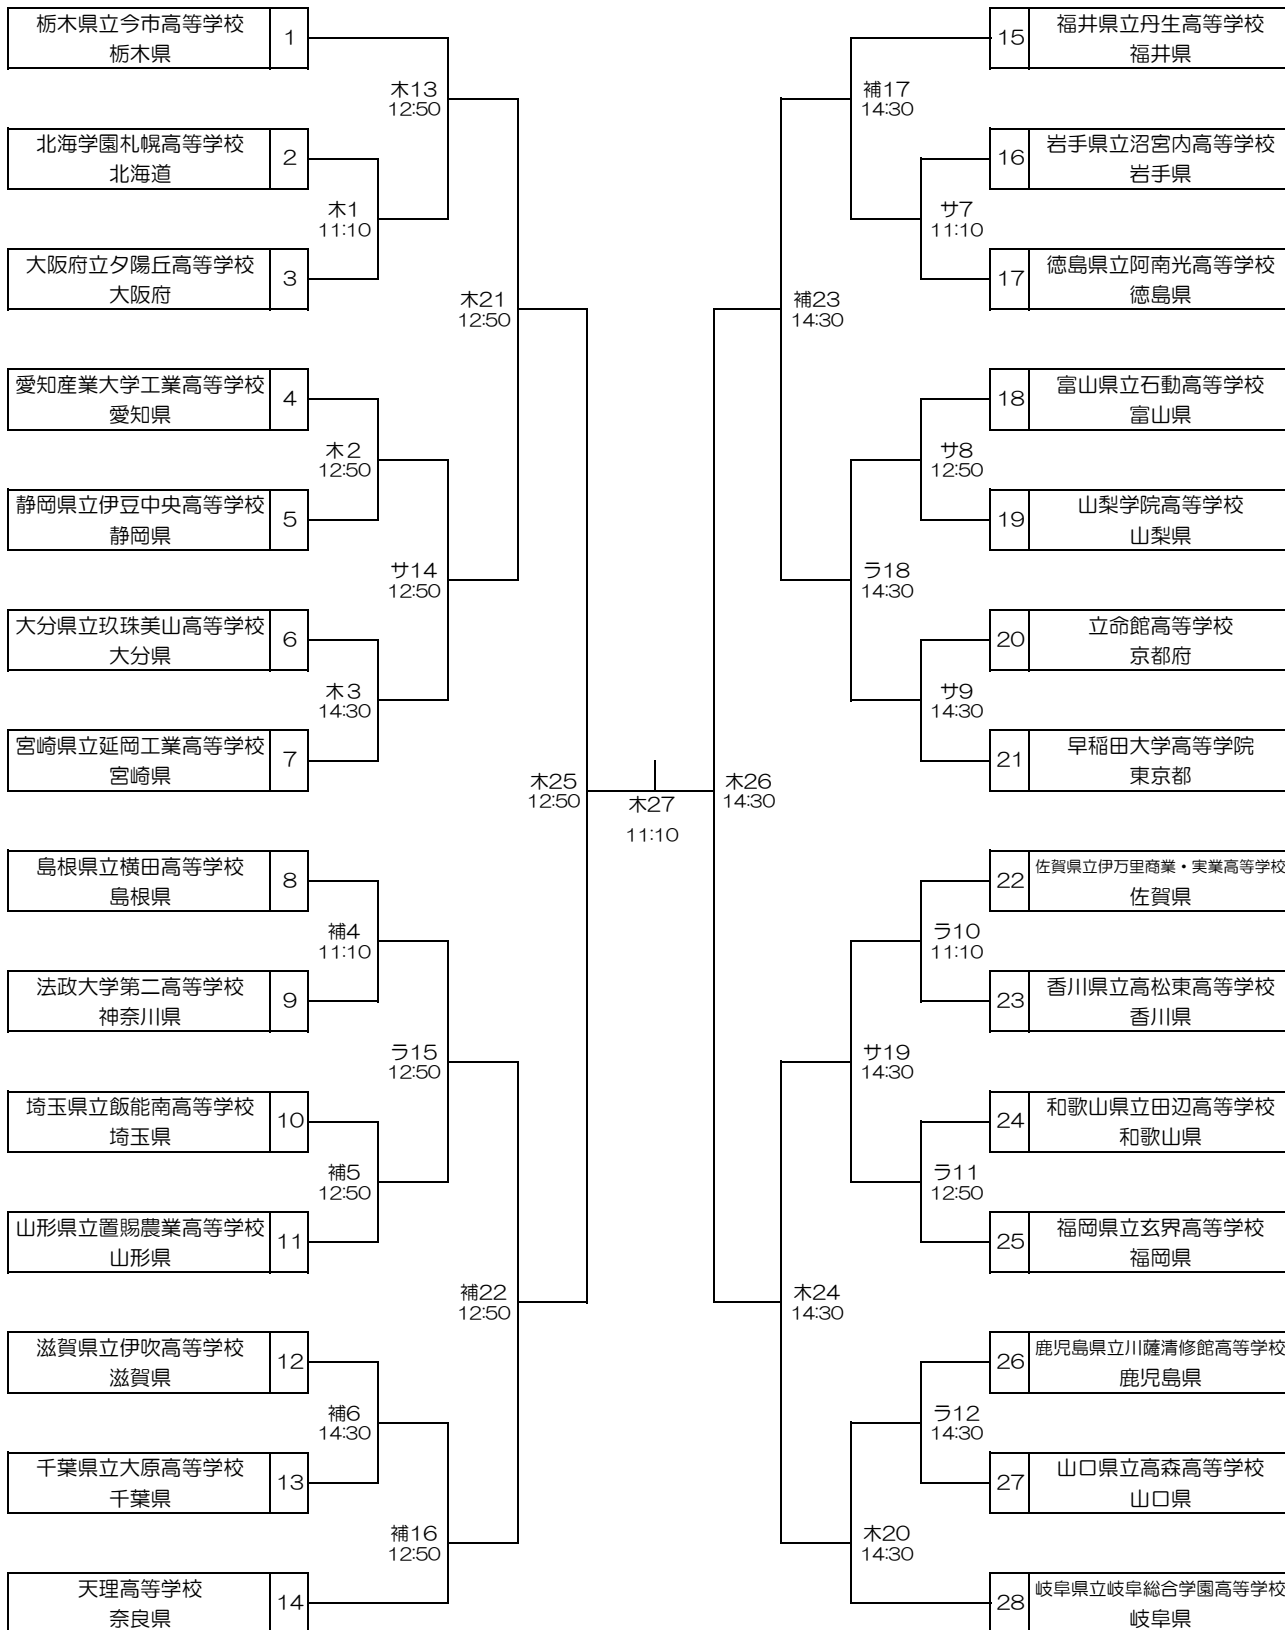 栃木県立今市高等学校
栃木県
1
木13
12:50
北海学園札幌高等学校
北海道
2
木1
11:10
大阪府立夕陽丘高等学校
大阪府
3
木21
12:50
愛知産業大学工業高等学校
愛知県
4
木2
12:50
静岡県立伊豆中央高等学校
静岡県
5
サ14
12:50
大分県立玖珠美山高等学校
大分県
6
木3
14:30
宮崎県立延岡工業高等学校
宮崎県
7
木25
12:50
島根県立横田高等学校
島根県
8
補4
11:10
法政大学第二高等学校
神奈川県
9
ラ15
12:50
埼玉県立飯能南高等学校
埼玉県
10
補5
12:50
山形県立置賜農業高等学校
山形県
11
補22
12:50
滋賀県立伊吹高等学校
滋賀県
12
補6
14:30
千葉県立大原高等学校
千葉県
13
補16
12:50
天理高等学校
奈良県
14
木27
11:10
15
福井県立丹生高等学校
福井県
補17
14:30
16
岩手県立沼宮内高等学校
岩手県
サ7
11:10
17
徳島県立阿南光高等学校
徳島県
補23
14:30
18
富山県立石動高等学校
富山県
サ8
12:50
19
山梨学院高等学校
山梨県
ラ18
14:30
20
立命館高等学校
京都府
サ9
14:30
21
早稲田大学高等学院
東京都
木26
14:30
22
佐賀県立伊万里商業・実業高等学校
佐賀県
ラ10
11:10
23
香川県立高松東高等学校
香川県
サ19
14:30
24
和歌山県立田辺高等学校
和歌山県
ラ11
12:50
25
福岡県立玄界高等学校
福岡県
木24
14:30
26
鹿児島県立川薩清修館高等学校
鹿児島県
ラ12
14:30
27
山口県立高森高等学校
山口県
木20
14:30
28
岐阜県立岐阜総合学園高等学校
岐阜県